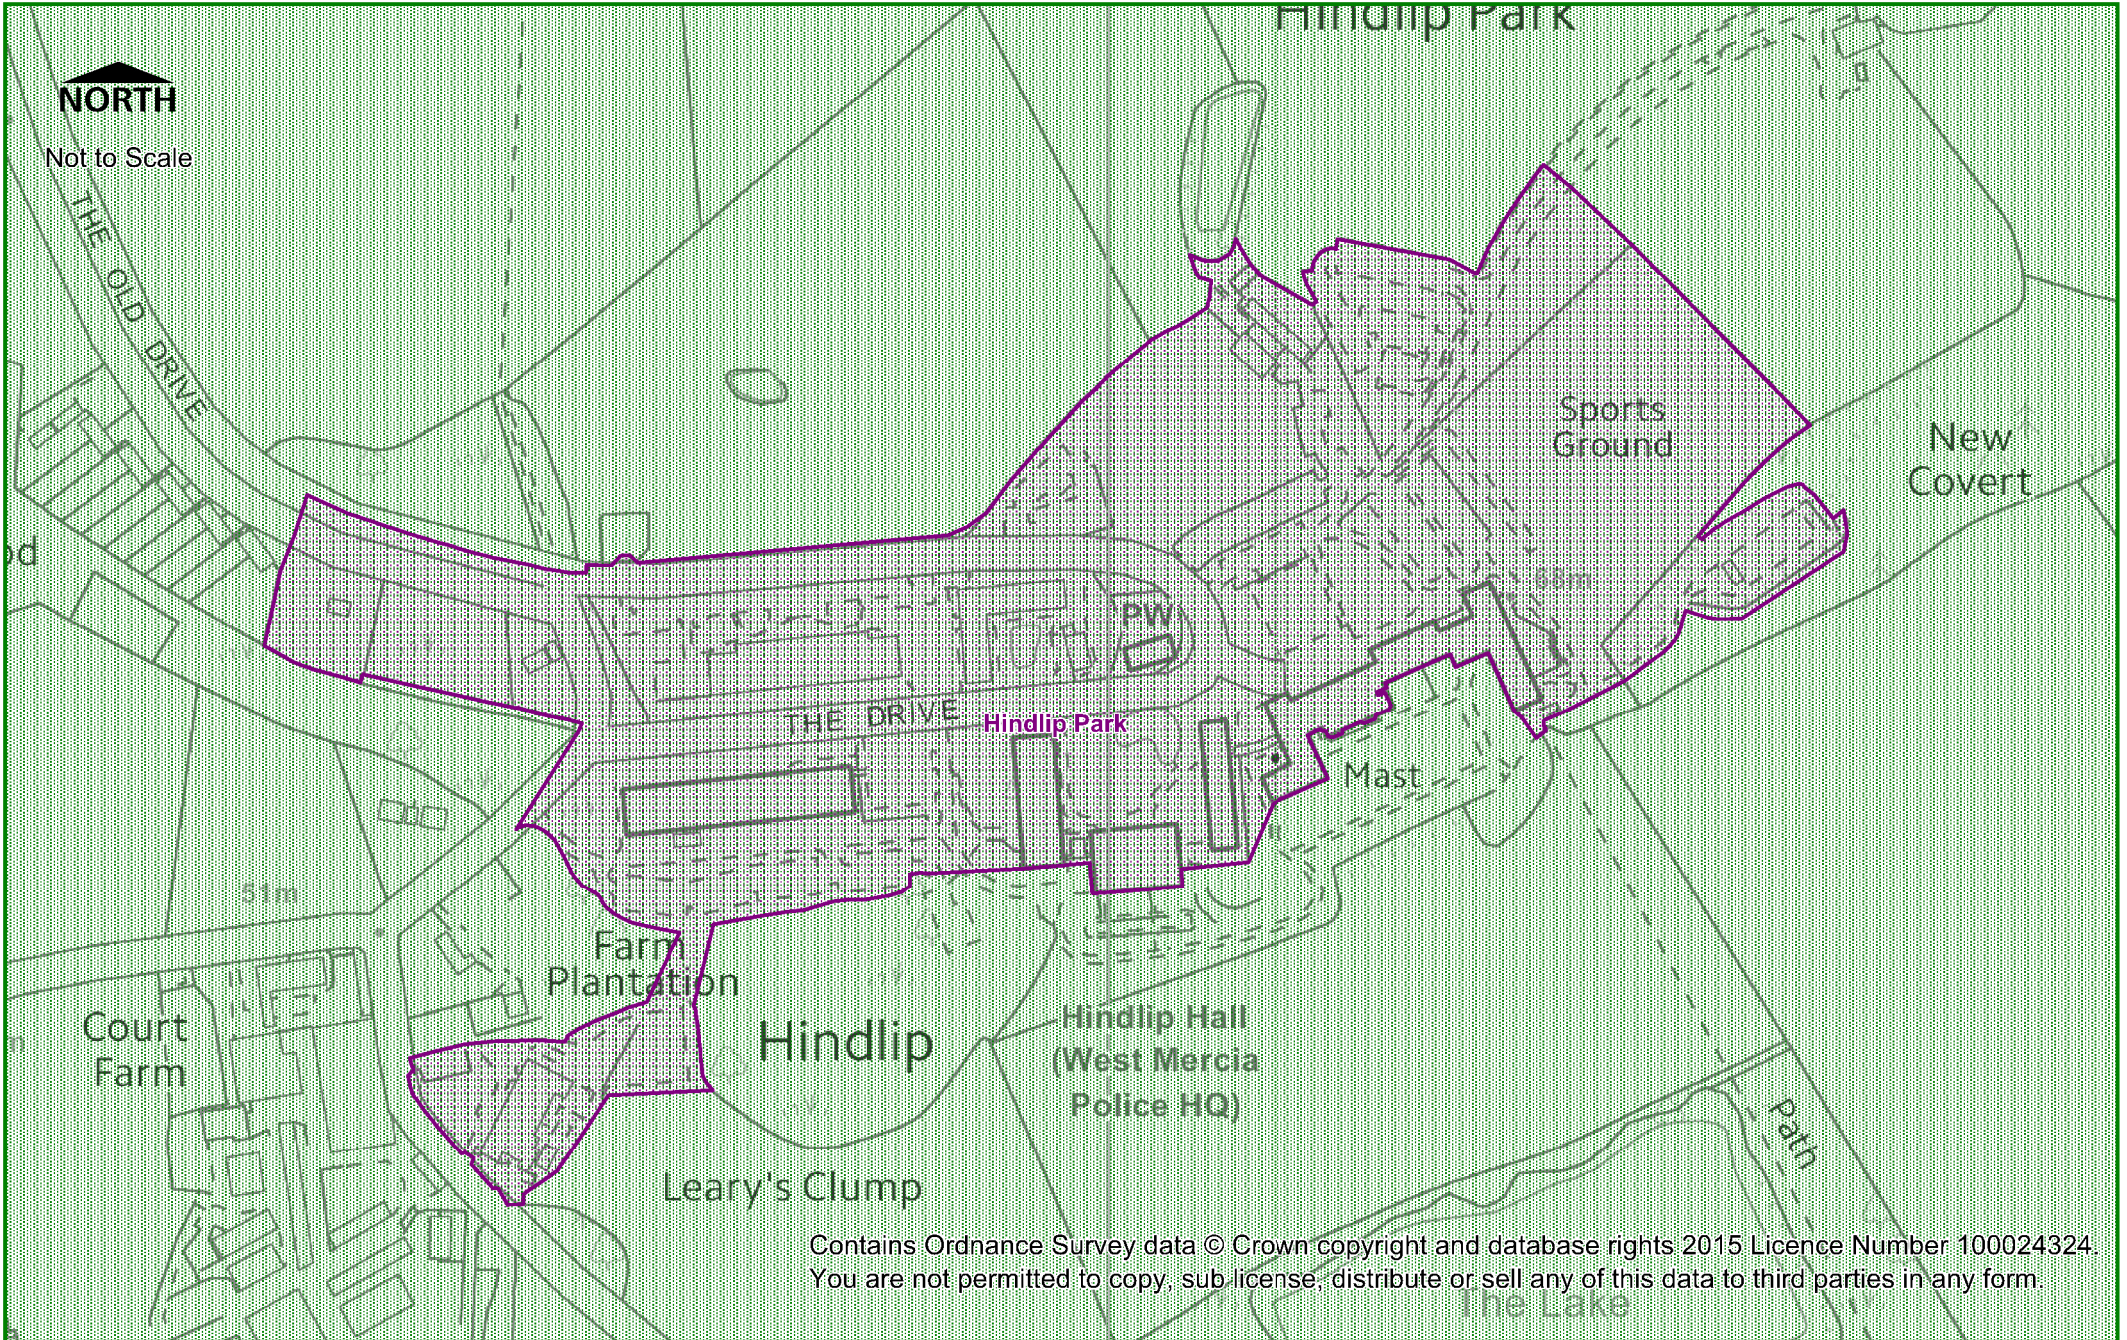 Hindlip Park
NORTH
Not to Scale
THE OLD DRIVE
Sports
Ground
New
Covert
od
68m
PW
THE DRIVE
Hindlip Park
Mast
51m
Farm
Plantation
Court
Farm
Hindlip
Hindlip Hall
(West Mercia
Police HQ)
Path
Leary's Clump
Contains Ordnance Survey data © Crown copyright and database rights 2015 Licence Number 100024324.
You are not permitted to copy, sub license, distribute or sell any of this data to third parties in any form.
The Lake